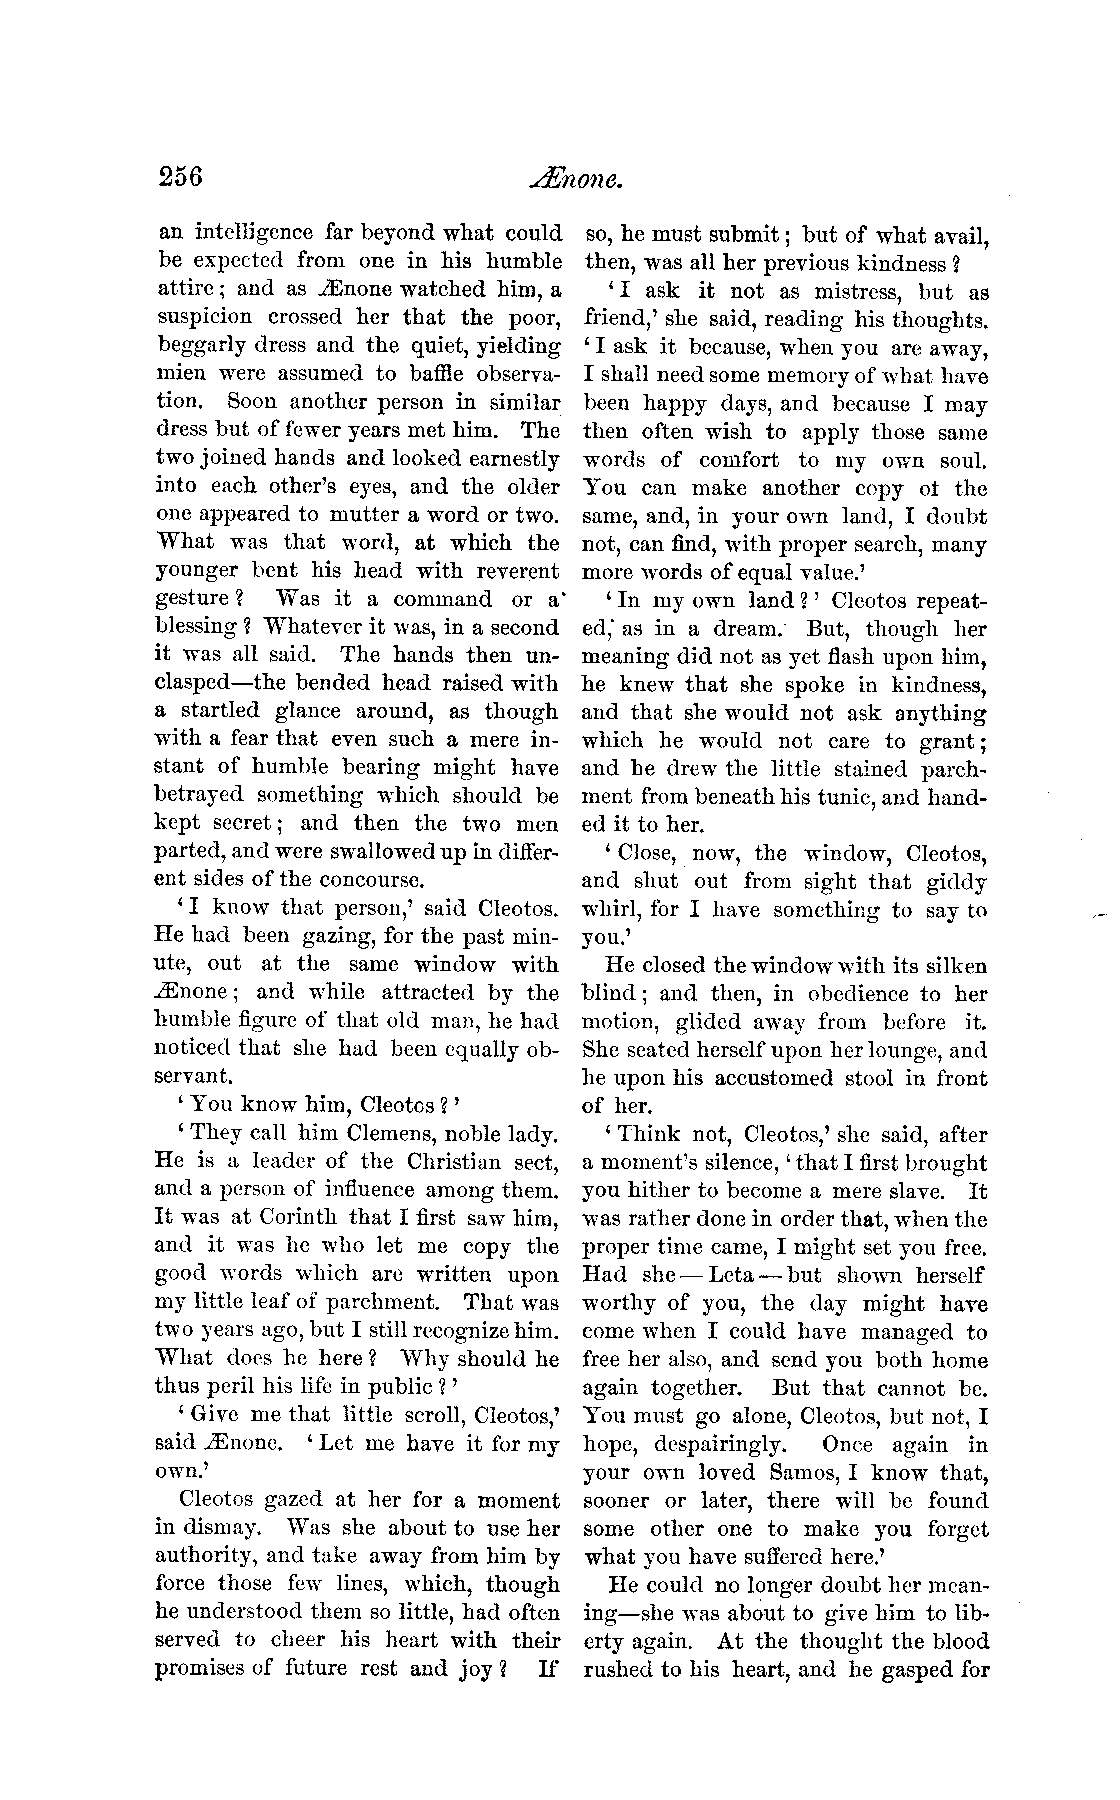 256
Ænone.
an intelligence far beyond what could
be expected from one in his humble
attire; and as Ænone watched him, a
suspicion crossed her that the poor,
beggarly dress and the quiet, yielding
mien were assumed to baffle observa-
tion. Soon another person in similar
dress but of fewer years met him. The
two joined hands and looked earnestly
into each other's eyes, and the older
one appeared to mutter a word or two.
What was that word, at which the
younger bent his head with reverent
gesture? Was it a command or a
blessing? Whatever it was, in a second
it was all said. The hands then un-
clasped—the bended head raised with
a startled glance around, as though
with a fear that even such a mere in-
stant of humble bearing might have
betrayed something which should be
kept secret; and then the two men
parted, and were swallowed up in differ-
ent sides of the concourse.
'I know that person,' said Cleotos.
He had been gazing, for the past min-
ute, out at the same window with
Ænone; and while attracted by the
humble figure of that old man, he had
noticed that she had been equally ob-
servant.
'You know him, Cleotos?'
'They call him Clemens, noble lady.
He is a leader of the Christian sect,
and a person of influence among them.
It was at Corinth that I first saw him,
and it was he who let me copy the
good words which are written upon
my little leaf of parchment. That was
two years ago, but I still recognize him.
What does he here? Why should he
thus peril his life in public?'
'Give me that little scroll, Cleotos,'
said Ænone. 'Let me have it for my
own.'
Cleotos gazed at her for a moment
in dismay. Was she about to use her
authority, and take away from him by
force those few lines, which, though
he understood them so little, had often
served to cheer his heart with their
promises of future rest and joy? If
so, he must submit; but of what avail,
then, was all her previous kindness?
'I ask it not as mistress, but as
friend,' she said, reading his thoughts.
'I ask it because, when you are away,
I shall need some memory of what have
been happy days, and because I may
then often wish to apply those same
words of comfort to my own soul.
You can make another copy of the
same, and, in your own land, I doubt
not, can find, with proper search, many
more words of equal value.'
'In my own land?' Cleotos repeat-
ed, as in a dream. But, though her
meaning did not as yet flash upon him,
he knew that she spoke in kindness,
and that she would not ask anything
which he would not care to grant;
and he drew the little stained parch-
ment from beneath his tunic, and hand-
ed it to her.
'Close, now, the window, Cleotos,
and shut out from sight that giddy
whirl, for I have something to say to
you.'
He closed the window with its silken
blind; and then, in obedience to her
motion, glided away from before it.
She seated herself upon her lounge, and
he upon his accustomed stool in front
of her.
'Think not, Cleotos,' she said, after
a moment's silence, 'that I first brought
you hither to become a mere slave. It
was rather done in order that, when the
proper time came, I might set you free.
Had she—Leta—but shown herself
worthy of you, the day might have
come when I could have managed to
free her also, and send you both home
again together. But that cannot be.
You must go alone, Cleotos, but not, I
hope, despairingly. Once again in
your own loved Samos, I know that,
sooner or later, there will be found
some other one to make you forget
what you have suffered here.'
He could no longer doubt her mean-
ing—she was about to give him to lib-
erty again. At the thought the blood
rushed to his heart, and he gasped for